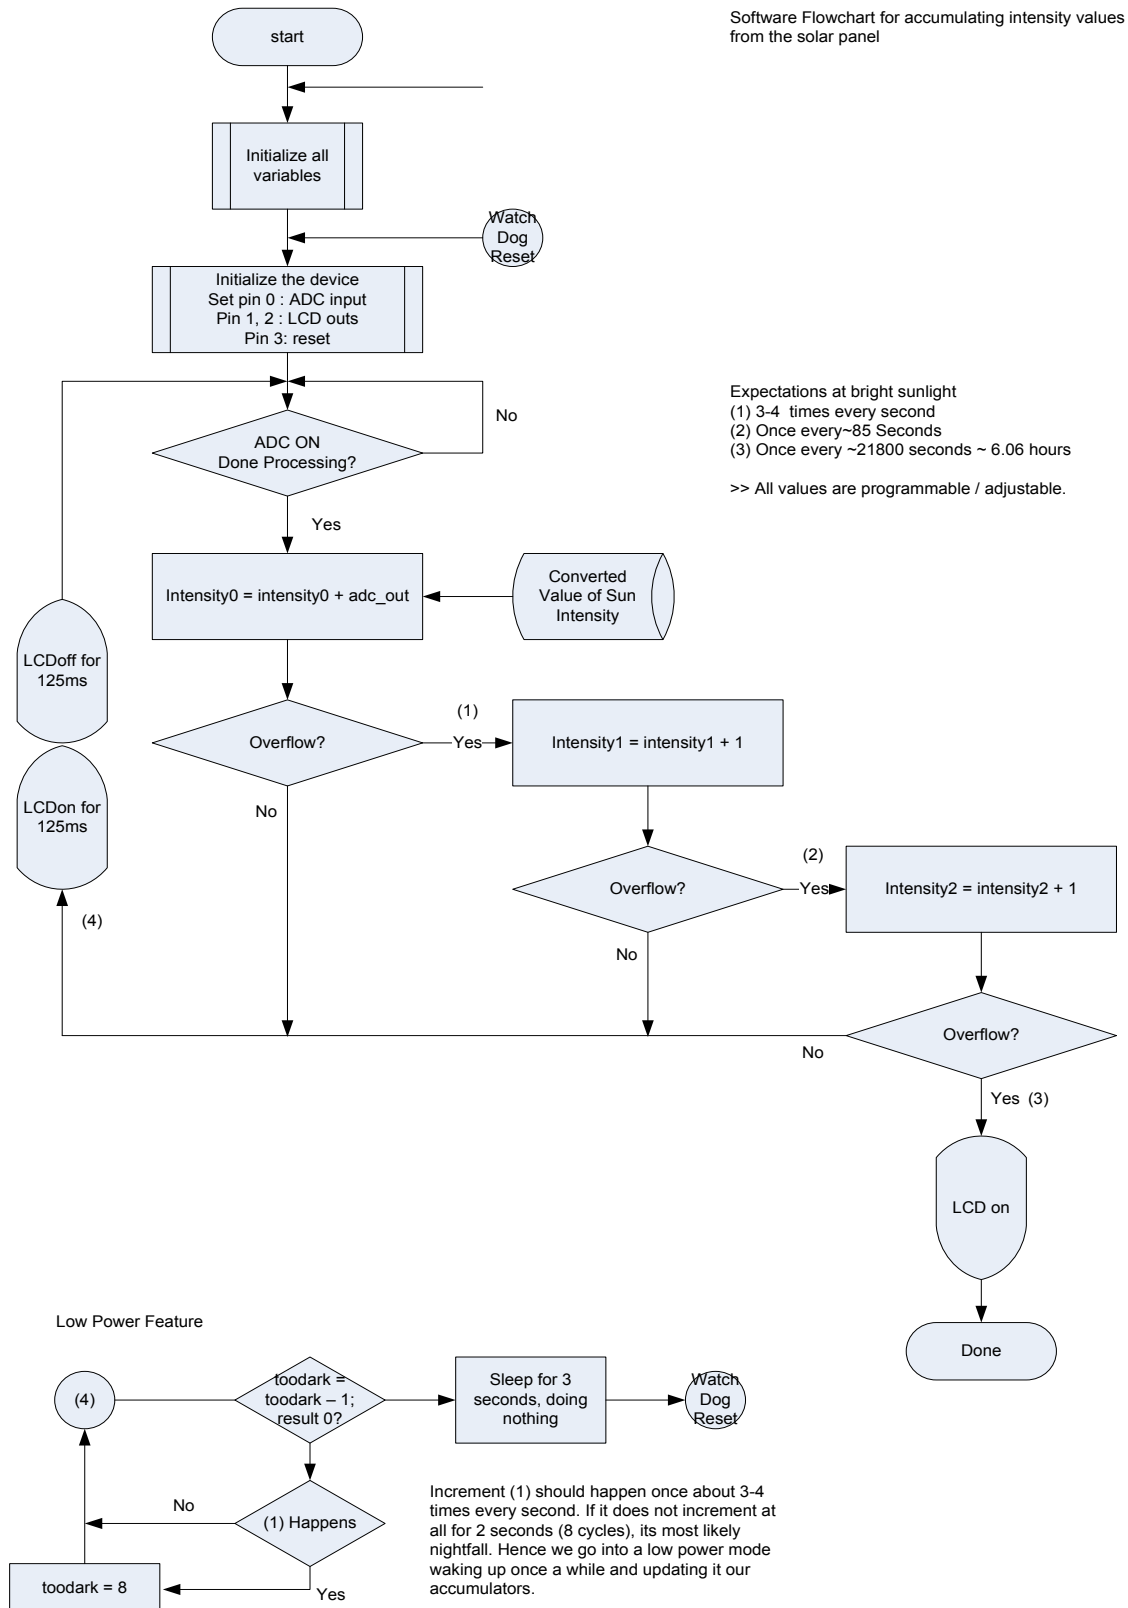 Software Flowchart for accumulating intensity values
from the solar panel
start
Initialize all
variables
Watch
Dog
Reset
Initialize the device
Set pin 0 : ADC input
Pin 1, 2 : LCD outs
Pin 3: reset
No
ADC ON
Done Processing?
Yes
Expectations at bright sunlight
(1) 3-4  times every second
(2) Once every~85 Seconds
(3) Once every ~21800 seconds ~ 6.06 hours
>> All values are programmable / adjustable.
Intensity0 = intensity0 + adc_out
Converted
Value of Sun
Intensity
LCDoff for
125ms
Overflow?
(1)
Yes
Intensity1 = intensity1 + 1
No
LCDon for
125ms
(4)
Overflow?
(2)
Yes
Intensity2 = intensity2 + 1
No
Overflow?
No
Yes  (3)
LCD on
Done
Low Power Feature
(4)
toodark =
toodark – 1;
result 0?
Sleep for 3
seconds, doing
nothing
Watch
Dog
Reset
No
(1) Happens
Yes
toodark = 8
Increment (1) should happen once about 3-4
times every second. If it does not increment at
all for 2 seconds (8 cycles), its most likely
nightfall. Hence we go into a low power mode
waking up once a while and updating it our
accumulators.